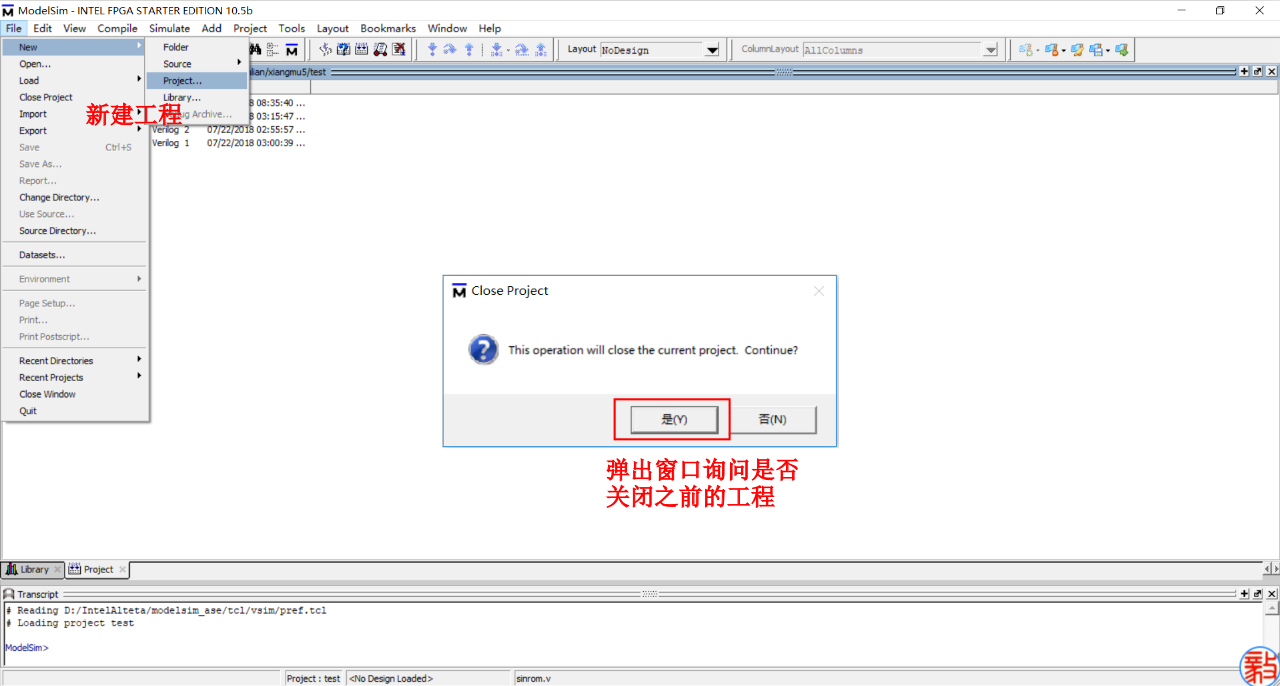 ModelSim - INTEL FPGA STARTER EDITION 10.5b
File Edit View Compile Simulate Add Project Tools Layout Bookmarks Window Help
New
Open...
Load
Close Project
Import
Export
Save Ctrl+S
Save As...
Report...
Change Directory...
Use Source...
Source Directory...
Datasets...
Environment
Page Setup...
Print...
Print Postscript...
Recent Directories
Recent Projects
Close Window
Quit
Folder
Source
Project...
Library...
Archive...
新建工程
Layout NoDesign
ColumnLayout AllColumns
lian/xiangmu5/test
08:35:40 ...
03:15:47 ...
Verilog 2 07/22/2018 02:55:57 ...
Verilog 1 07/22/2018 03:00:39 ...
Close Project
This operation will close the current project. Continue?
是(Y) 否(N)
弹出窗口询问是否
关闭之前的工程
Library Project
Transcript
# Reading D:/IntelAlteta/modelsim_ase/tcl/vsim/pref.tcl
# Loading project test
ModelSim>
Project : test <No Design Loaded> sinrom.v